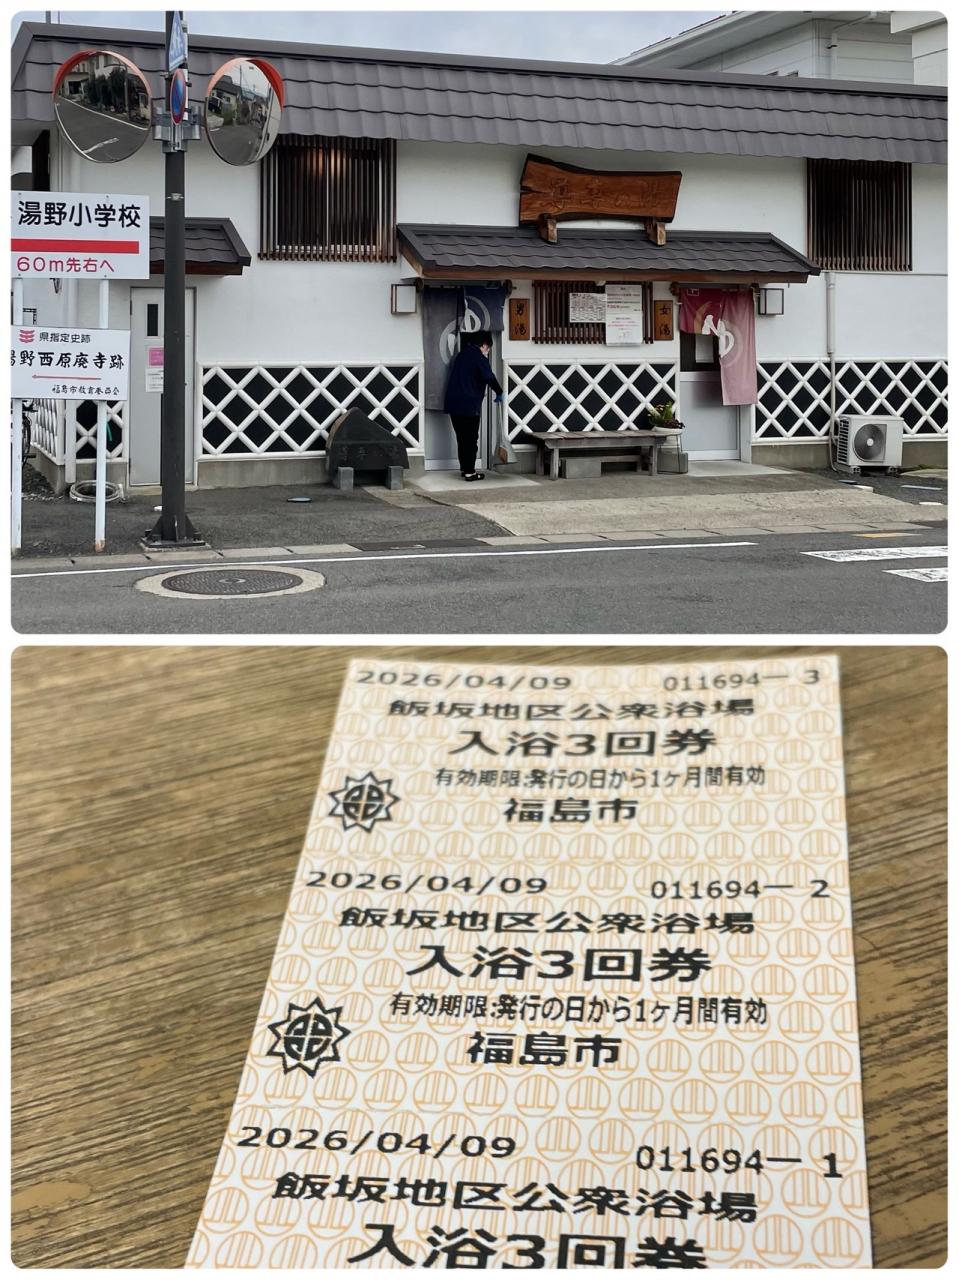 湯野小学校
60m先右へ
県指定史跡
湯野西原廃寺跡
福島市教育委員会
男湯
女湯
ゆ
ゆ
2026/04/09 011694－ 3
飯坂地区公衆浴場
入浴3回券
有効期限:発行の日から1ヶ月間有効
福島市
2026/04/09 011694－ 2
飯坂地区公衆浴場
入浴3回券
有効期限:発行の日から1ヶ月間有効
福島市
2026/04/09 011694－ 1
飯坂地区公衆浴場
入浴3回券